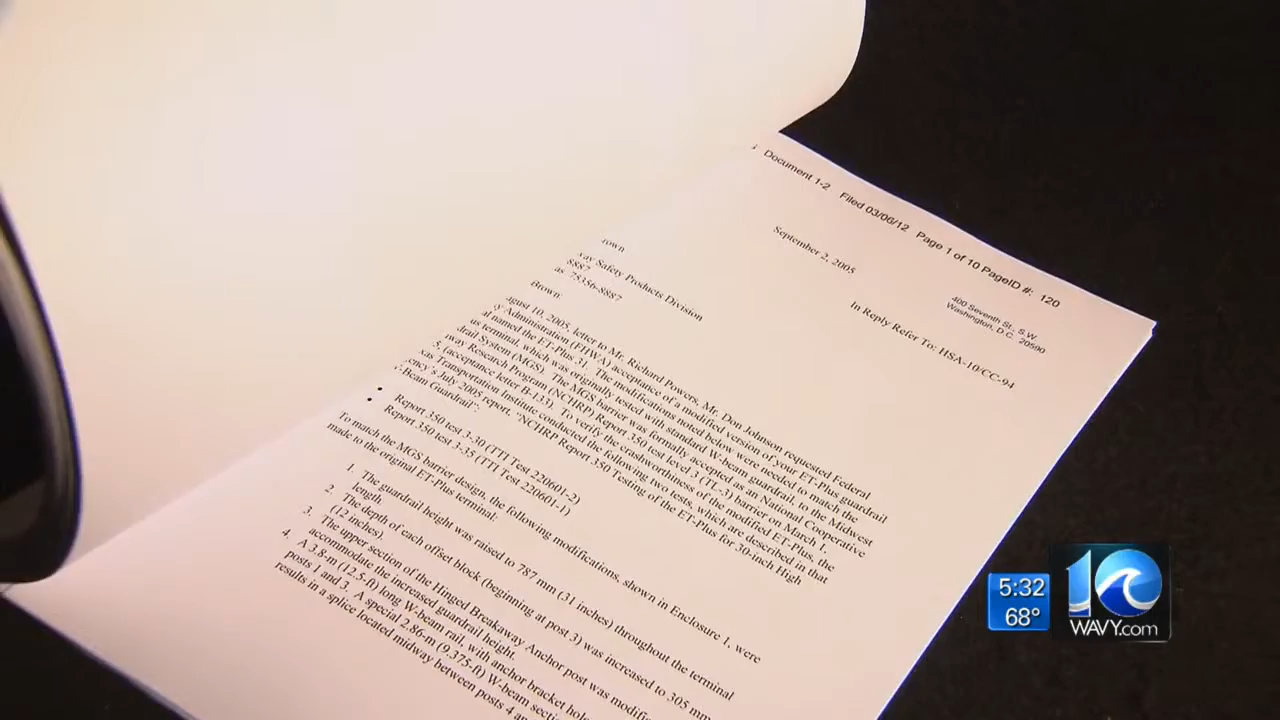 Document 1-2 Filed 03/06/12 Page 1 of 10 PageID #: 120
400 Seventh St., S.W.
Washington, D.C. 20590
September 2, 2005
In Reply Refer To: HSA-10/CC-94
rown
way Safety Products Division
8887
as 75356-8887
Brown:
ugust 10, 2005, letter to Mr. Richard Powers, Mr. Don Johnson requested Federal
y Administration (FHWA) acceptance of a modified version of your ET-Plus guardrail
al named the ET-Plus 31. The modifications noted below were needed to match the
us terminal, which was originally tested with standard W-beam guardrail, to the Midwest
drail System (MGS). The MGS barrier was formally accepted as an National Cooperative
way Research Program (NCHRP) Report 350 test level 3 (TL-3) barrier on March 1,
5, [acceptance letter B-133). To verify the crashworthiness of the modified ET-Plus, the
xas Transportation Institute conducted the following two tests, which are described in that
ency's July 2005 report, "NCHRP Report 350 Testing of the ET-Plus for 30-inch High
-Beam Guardrail":
• Report 350 test 3-30 (TTI Test 220601-2)
• Report 350 test 3-35 (TTI Test 220601-1)
To match the MGS barrier design, the following modifications, shown in Enclosure 1, were
made to the original ET-Plus terminal:
1. The guardrail height was raised to 787 mm (31 inches) throughout the terminal
length.
2. The depth of each offset block (beginning at post 3) was increased to 305 mm
(12 inches).
3. The upper section of the Hinged Breakaway Anchor post was modifi
accommodate the increased guardrail height.
4. A 3.8-m (12.5-ft) long W-beam rail, with anchor bracket hole
posts 1 and 3. A special 2.86-m (9.375-ft) W-beam secti
results in a splice located midway between posts 4 an
5:32
68°
10
WAVY.com